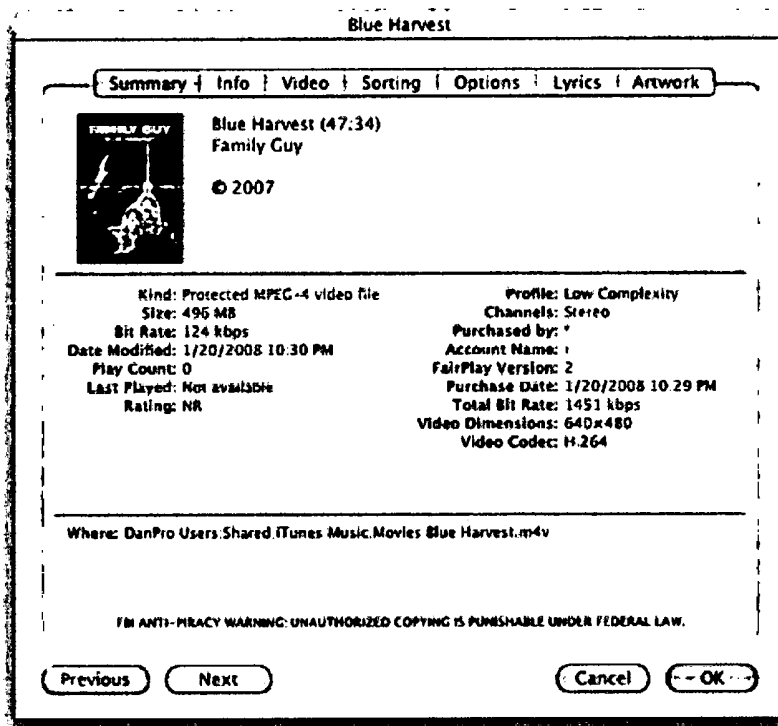 Blue Harvest
Summary Info Video Sorting Options Lyrics Artwork
FAMILY GUY
Blue Harvest (47:34)
Family Guy
© 2007
Kind: Protected MPEG-4 video file
Size: 496 MB
Bit Rate: 124 kbps
Date Modified: 1/20/2008 10:30 PM
Play Count: 0
Last Played: Not available
Rating: NR
Profile: Low Complexity
Channels: Stereo
Purchased by:
Account Name:
FairPlay Version: 2
Purchase Date: 1/20/2008 10:29 PM
Total Bit Rate: 1451 kbps
Video Dimensions: 640×480
Video Codec: H.264
Where: DanPro Users:Shared:iTunes Music:Movies Blue Harvest.m4v
FBI ANTI-PIRACY WARNING: UNAUTHORIZED COPYING IS PUNISHABLE UNDER FEDERAL LAW.
Previous Next Cancel OK